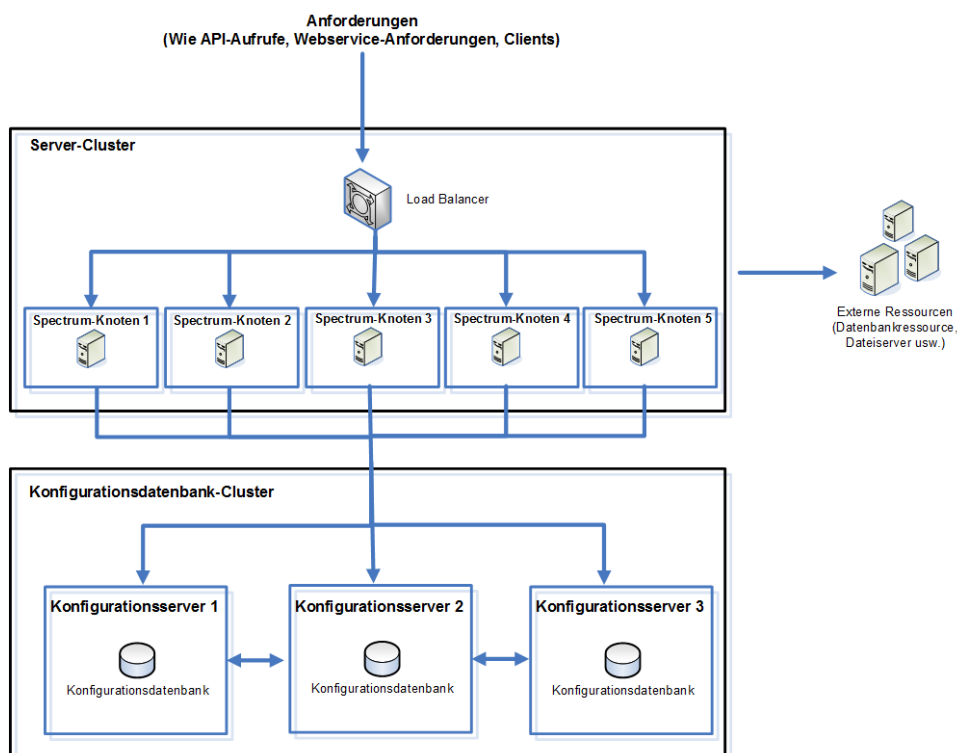 Anforderungen
(Wie API-Aufrufe, Webservice-Anforderungen, Clients)
Server-Cluster
Load Balancer
Spectrum-Knoten 1
Spectrum-Knoten 2
Spectrum-Knoten 3
Spectrum-Knoten 4
Spectrum-Knoten 5
Externe Ressourcen
(Datenbankressource,
Dateiserver usw.)
Konfigurationsdatenbank-Cluster
Konfigurationsserver 1
Konfigurationsserver 2
Konfigurationsserver 3
Konfigurationsdatenbank
Konfigurationsdatenbank
Konfigurationsdatenbank